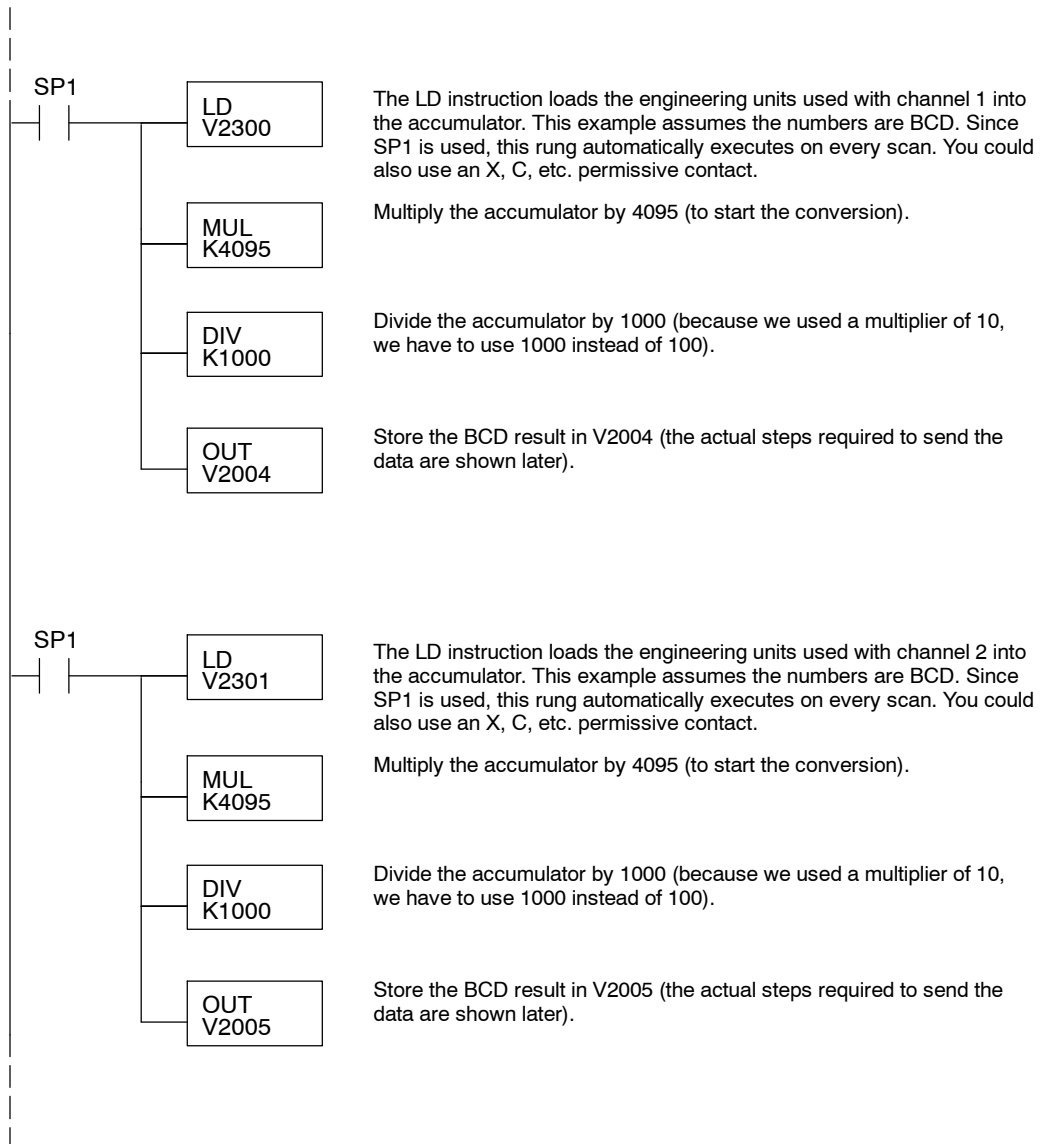 SP1
LD
V2300
The LD instruction loads the engineering units used with channel 1 into
the accumulator. This example assumes the numbers are BCD. Since
SP1 is used, this rung automatically executes on every scan. You could
also use an X, C, etc. permissive contact.
MUL
K4095
Multiply the accumulator by 4095 (to start the conversion).
DIV
K1000
Divide the accumulator by 1000 (because we used a multiplier of 10,
we have to use 1000 instead of 100).
OUT
V2004
Store the BCD result in V2004 (the actual steps required to send the
data are shown later).
SP1
LD
V2301
The LD instruction loads the engineering units used with channel 2 into
the accumulator. This example assumes the numbers are BCD. Since
SP1 is used, this rung automatically executes on every scan. You could
also use an X, C, etc. permissive contact.
MUL
K4095
Multiply the accumulator by 4095 (to start the conversion).
DIV
K1000
Divide the accumulator by 1000 (because we used a multiplier of 10,
we have to use 1000 instead of 100).
OUT
V2005
Store the BCD result in V2005 (the actual steps required to send the
data are shown later).